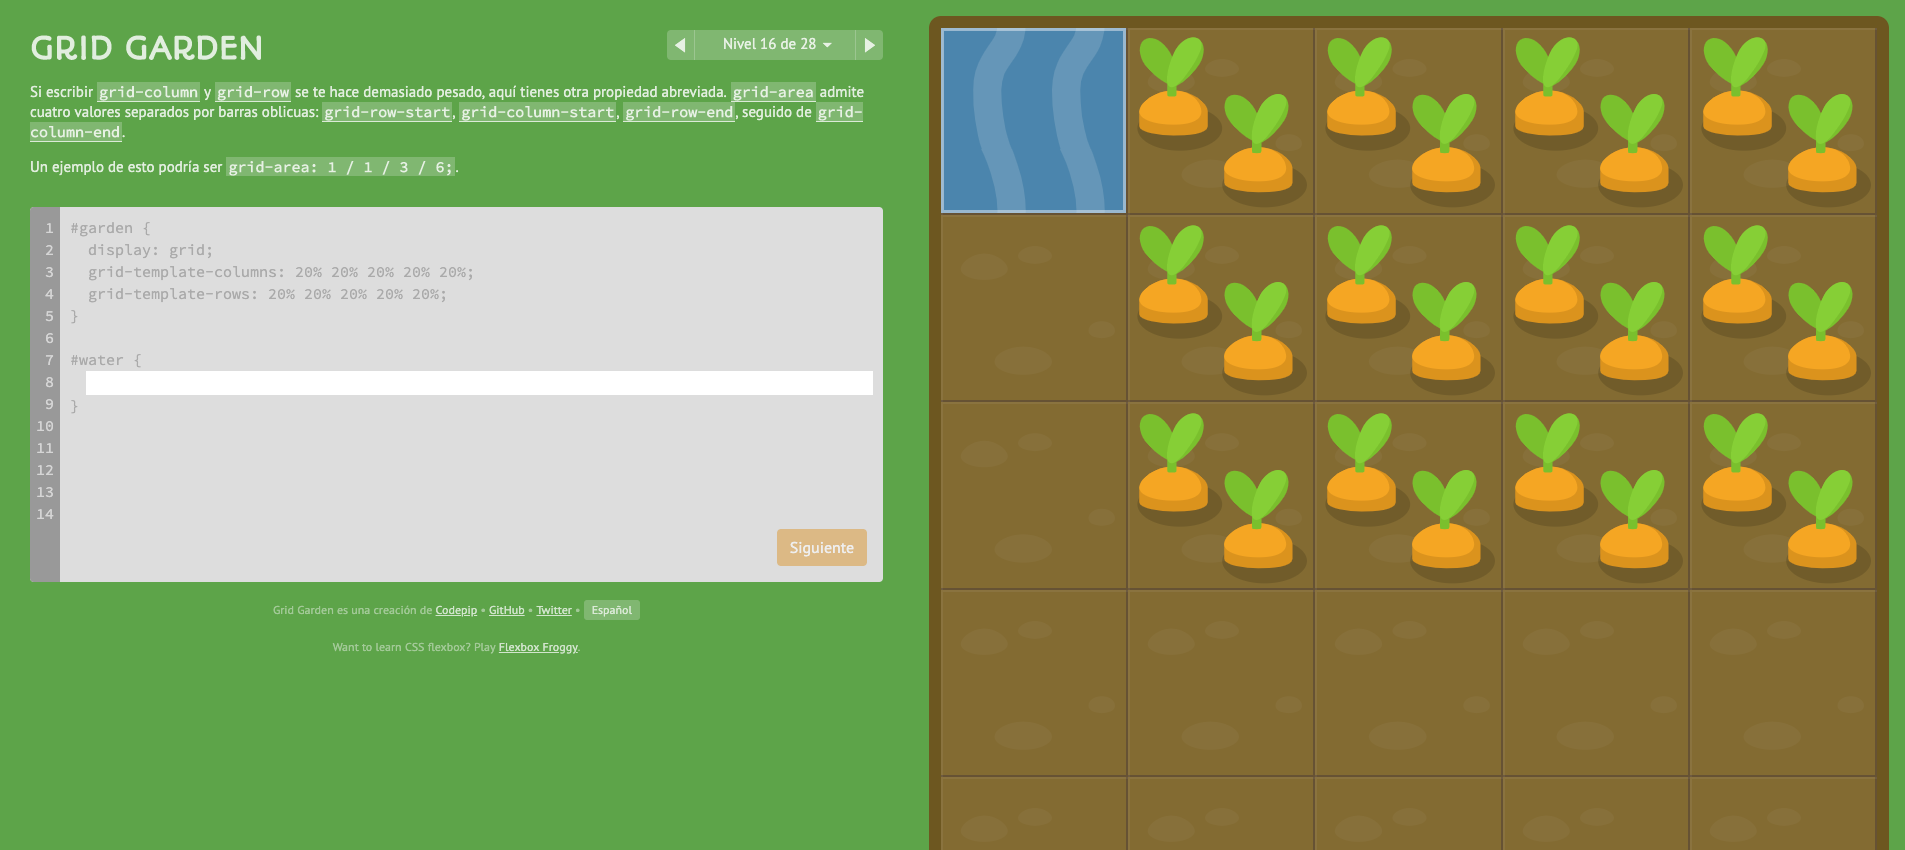 GRID GARDEN
Nivel 16 de 28
Si escribir grid-column y grid-row se te hace demasiado pesado, aquí tienes otra propiedad abreviada. grid-area admite
cuatro valores separados por barras oblicuas: grid-row-start, grid-column-start, grid-row-end, seguido de grid-
column-end.
Un ejemplo de esto podría ser grid-area: 1 / 1 / 3 / 6;.
1 #garden {
2 display: grid;
3 grid-template-columns: 20% 20% 20% 20% 20%;
4 grid-template-rows: 20% 20% 20% 20% 20%;
5 }
6
7 #water {
8
9 }
10
11
12
13
14
Siguiente
Grid Garden es una creación de Codepip • GitHub • Twitter • Español
Want to learn CSS flexbox? Play Flexbox Froggy.